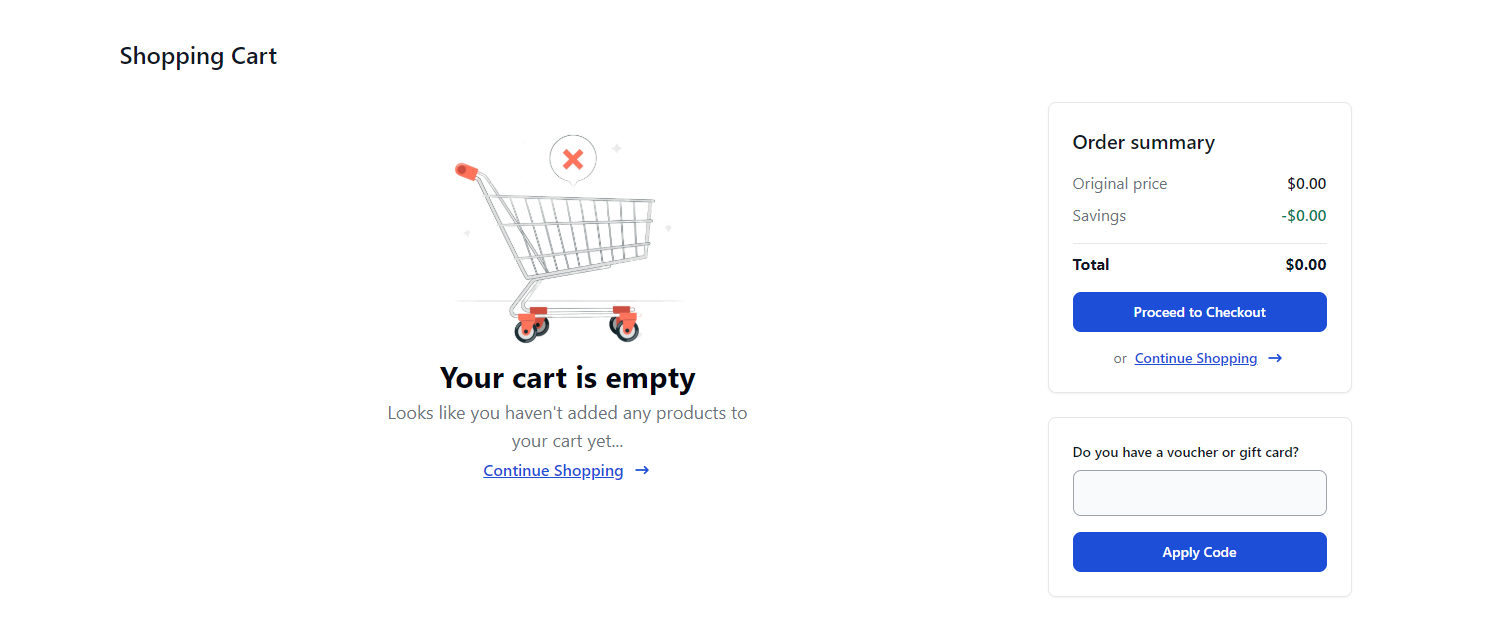 Shopping Cart
Your cart is empty
Looks like you haven't added any products to
your cart yet...
Continue Shopping →
Order summary
Original price $0.00
Savings -$0.00
Total $0.00
Proceed to Checkout
or Continue Shopping →
Do you have a voucher or gift card?
Apply Code